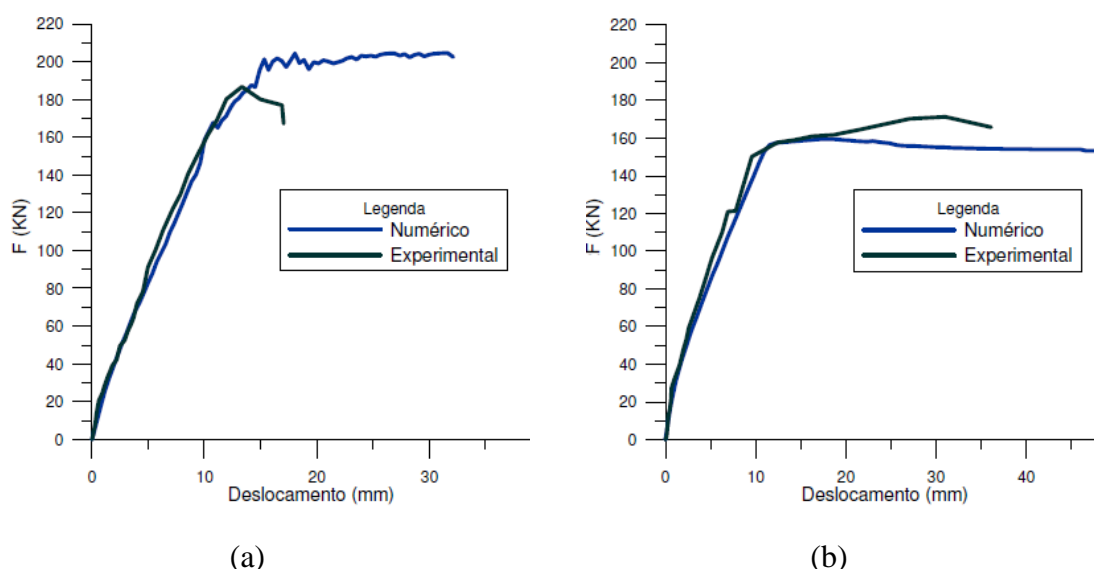 220
200
180
160
140
120
100
80
60
40
20
0
F (KN)
0 10 20 30
Deslocamento (mm)
Legenda
Numérico
Experimental
(a)
220
200
180
160
140
120
100
80
60
40
20
0
F (KN)
0 10 20 30 40
Deslocamento (mm)
Legenda
Numérico
Experimental
(b)